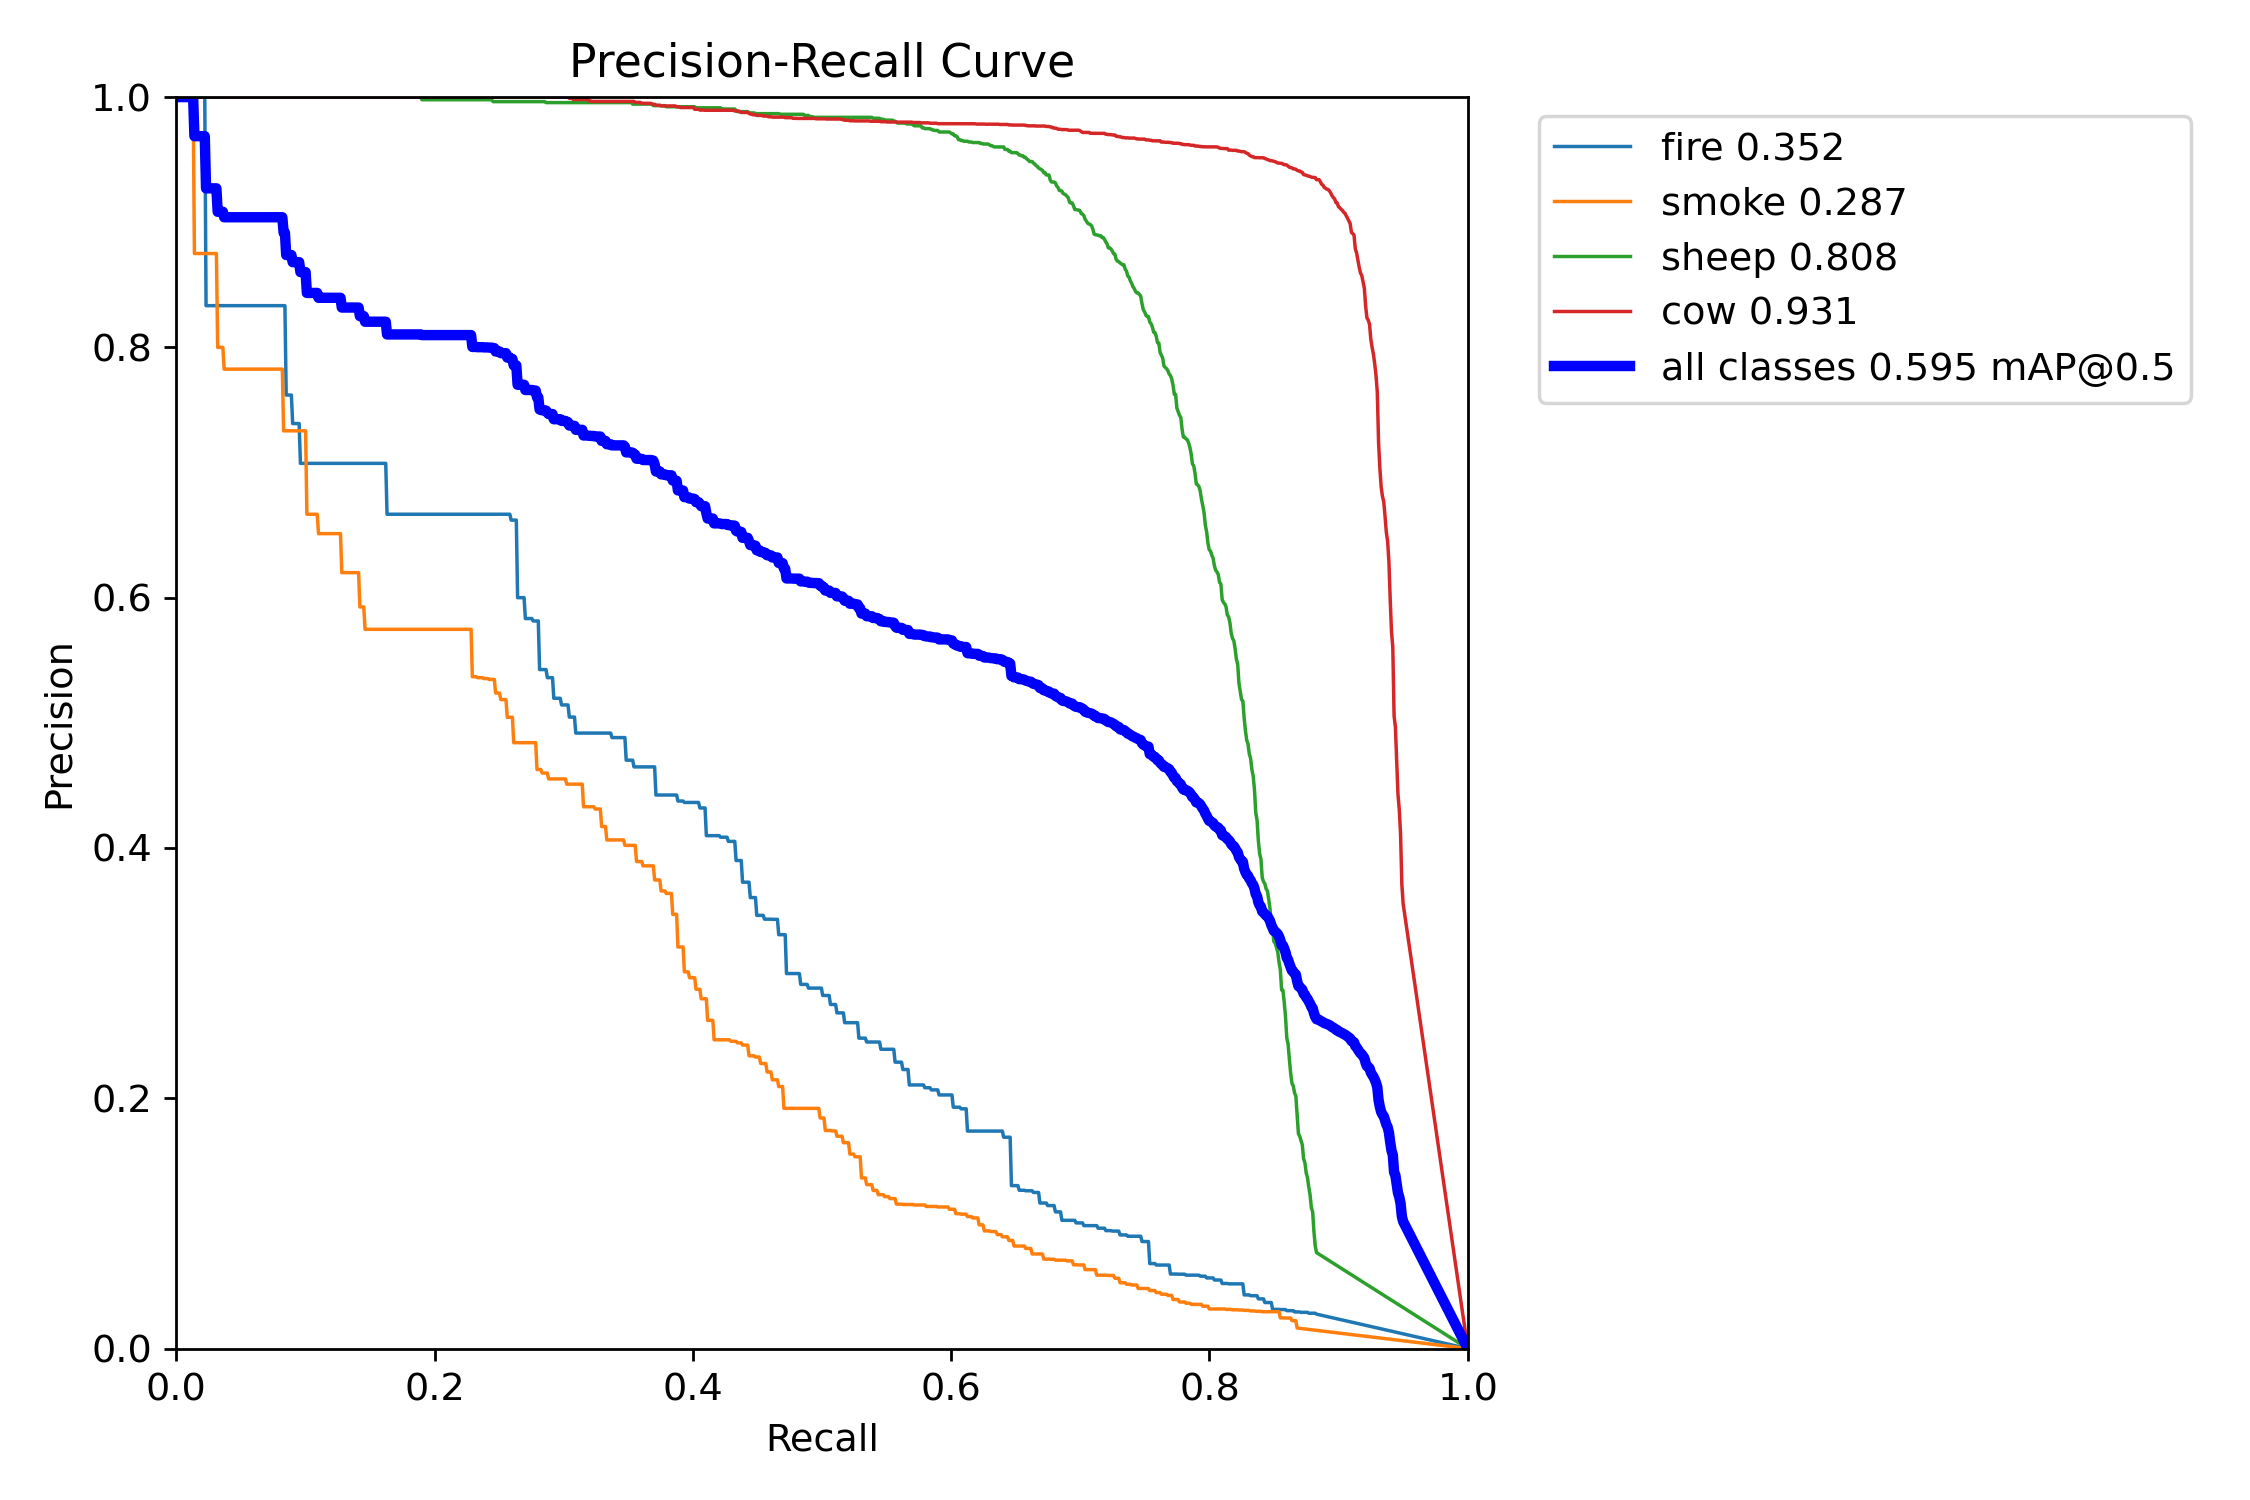 Precision-Recall Curve
1.0
0.8
0.6
0.4
0.2
0.0
Precision
0.0 0.2 0.4 0.6 0.8 1.0
Recall
fire 0.352
smoke 0.287
sheep 0.808
cow 0.931
all classes 0.595 mAP@0.5